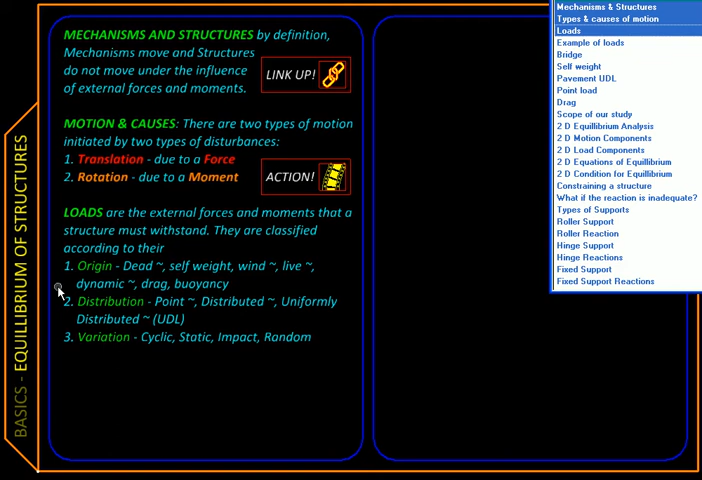 BASICS - EQUILLIBRIUM OF STRUCTURES
MECHANISMS AND STRUCTURES by definition,
Mechanisms move and Structures
do not move under the influence
of external forces and moments.
LINK UP!
MOTION & CAUSES: There are two types of motion
initiated by two types of disturbances:
1. Translation - due to a Force
2. Rotation - due to a Moment
ACTION!
LOADS are the external forces and moments that a
structure must withstand. They are classified
according to their
1. Origin - Dead ~, self weight, wind ~, live ~,
dynamic ~, drag, buoyancy
2. Distribution - Point ~, Distributed ~, Uniformly
Distributed ~ (UDL)
3. Variation - Cyclic, Static, Impact, Random
Mechanisms & Structures
Types & causes of motion
Loads
Example of loads
Bridge
Self weight
Pavement UDL
Point load
Drag
Scope of our study
2 D Equilibrium Analysis
2 D Motion Components
2 D Load Components
2 D Equations of Equilibrium
2 D Condition for Equilibrium
Constraining a structure
What if the reaction is inadequate?
Types of Supports
Roller Support
Roller Reaction
Hinge Support
Hinge Reactions
Fixed Support
Fixed Support Reactions